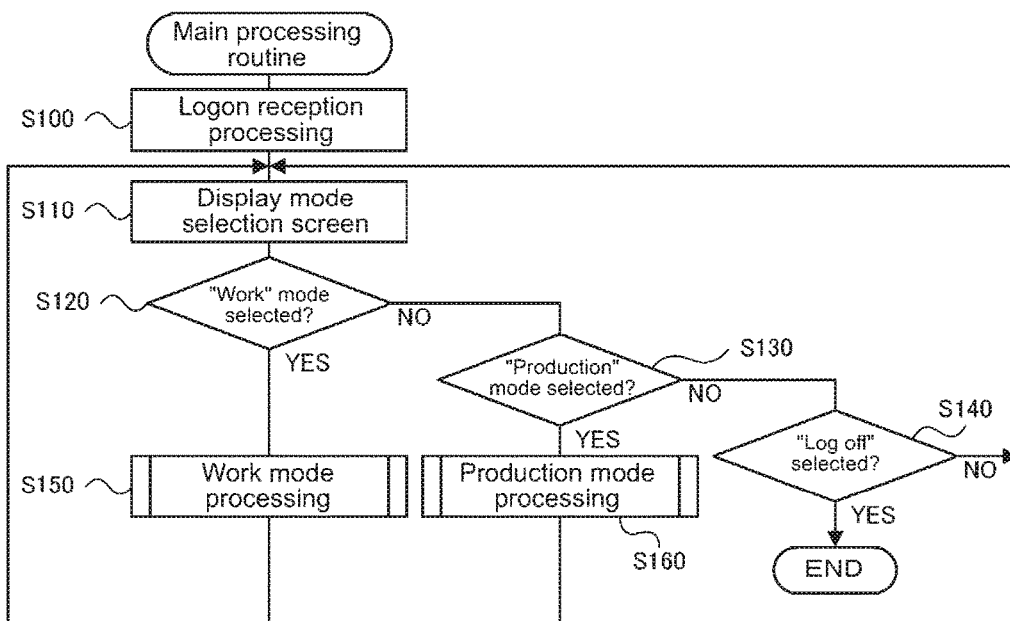 Main processing
routine
S100
Logon reception
processing
S110
Display mode
selection screen
S120
"Work" mode
selected?
NO
YES
S130
"Production"
mode selected?
NO
YES
S140
"Log off"
selected?
NO
YES
S150
Work mode
processing
Production mode
processing
S160
END